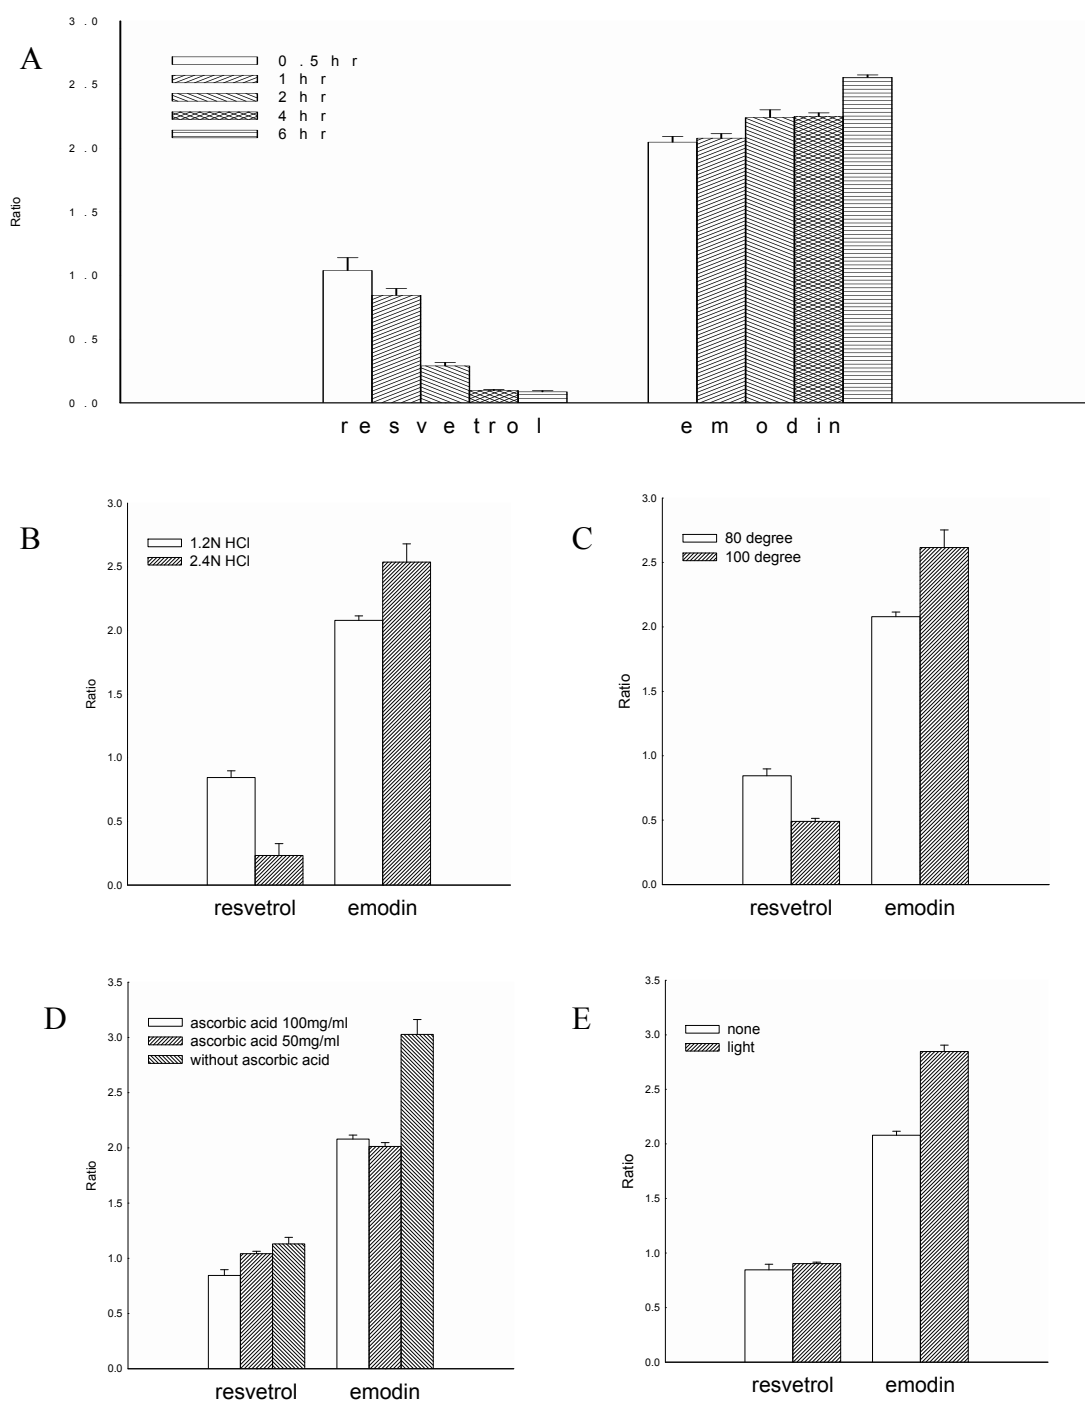 A
3.0
2.5
2.0
1.5
1.0
0.5
0.0
Ratio
0.5 hr
1 hr
2 hr
4 hr
6 hr
resvetrol emodin
B
3.0
2.5
2.0
1.5
1.0
0.5
0.0
Ratio
1.2N HCl
2.4N HCl
resvetrol emodin
C
3.0
2.5
2.0
1.5
1.0
0.5
0.0
Ratio
80 degree
100 degree
resvetrol emodin
D
3.5
3.0
2.5
2.0
1.5
1.0
0.5
0.0
Ratio
ascorbic acid 100mg/ml
ascorbic acid 50mg/ml
without ascorbic acid
resvetrol emodin
E
3.5
3.0
2.5
2.0
1.5
1.0
0.5
0.0
Ratio
none
light
resvetrol emodin